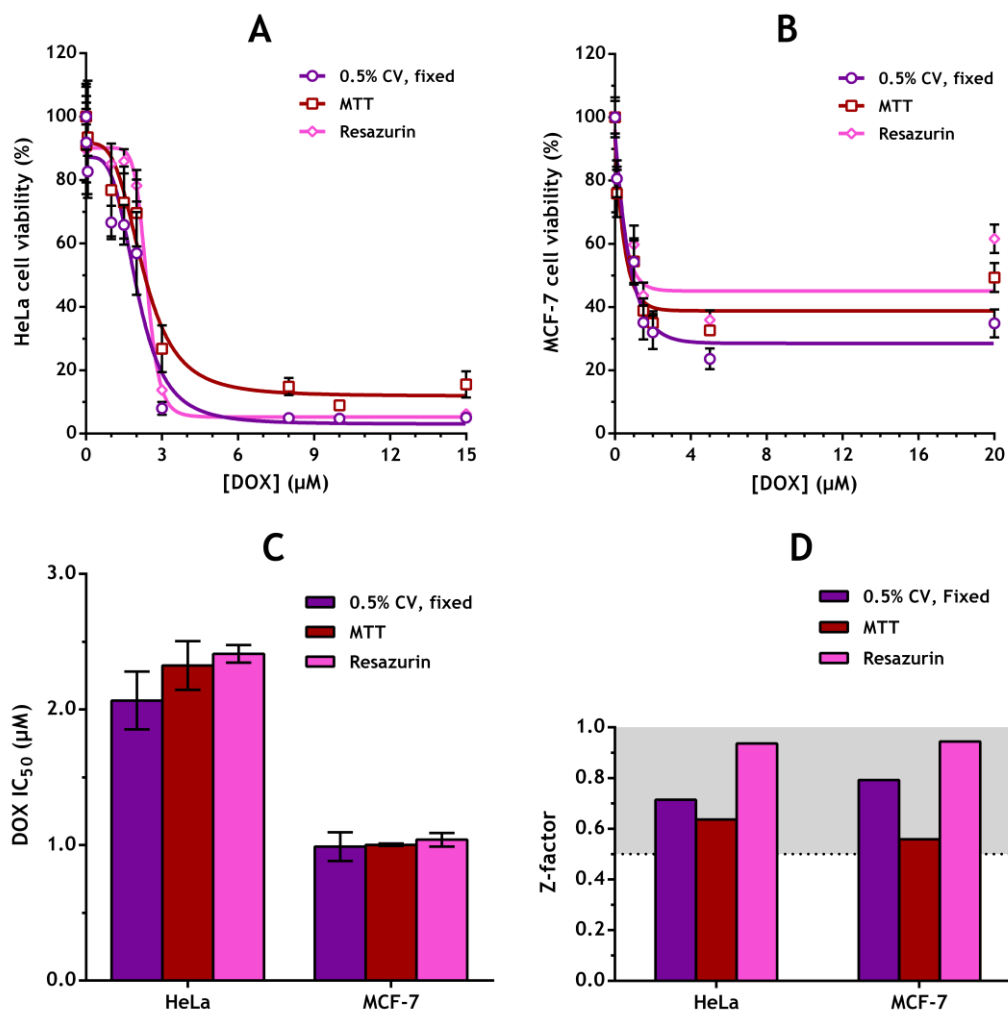 A
HeLa cell viability (%)
120
100
80
60
40
20
0
0.5% CV, fixed
MTT
Resazurin
0
3
6
9
12
15
[DOX] (µM)
B
MCF-7 cell viability (%)
120
100
80
60
40
20
0
0.5% CV, fixed
MTT
Resazurin
0
4
8
12
16
20
[DOX] (µM)
C
DOX IC50 (µM)
3.0
2.0
1.0
0.0
0.5% CV, fixed
MTT
Resazurin
HeLa
MCF-7
D
0.5% CV, Fixed
MTT
Resazurin
Z-factor
1.0
0.8
0.6
0.4
0.2
0.0
HeLa
MCF-7